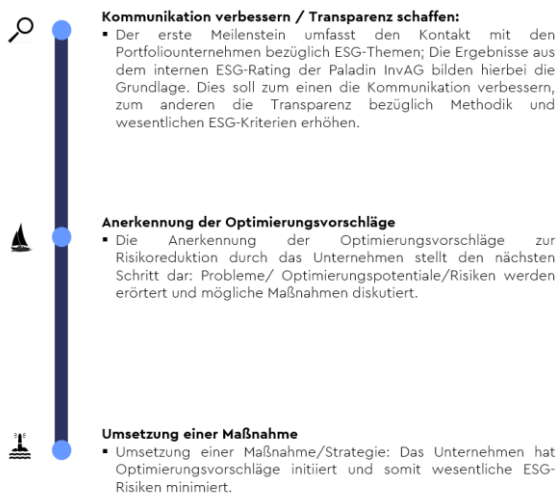 Kommunikation verbessern / Transparenz schaffen:
▪ Der erste Meilenstein umfasst den Kontakt mit den
Portfoliounternehmen bezüglich ESG-Themen; Die Ergebnisse aus
dem internen ESG-Rating der Paladin InvAG bilden hierbei die
Grundlage. Dies soll zum einen die Kommunikation verbessern,
zum anderen die Transparenz bezüglich Methodik und
wesentlichen ESG-Kriterien erhöhen.
Anerkennung der Optimierungsvorschläge
▪ Die Anerkennung der Optimierungsvorschläge zur
Risikoreduktion durch das Unternehmen stellt den nächsten
Schritt dar: Probleme/ Optimierungspotentiale/Risiken werden
erörtert und mögliche Maßnahmen diskutiert.
Umsetzung einer Maßnahme
▪ Umsetzung einer Maßnahme/Strategie: Das Unternehmen hat
Optimierungsvorschläge initiiert und somit wesentliche ESG-
Risiken minimiert.